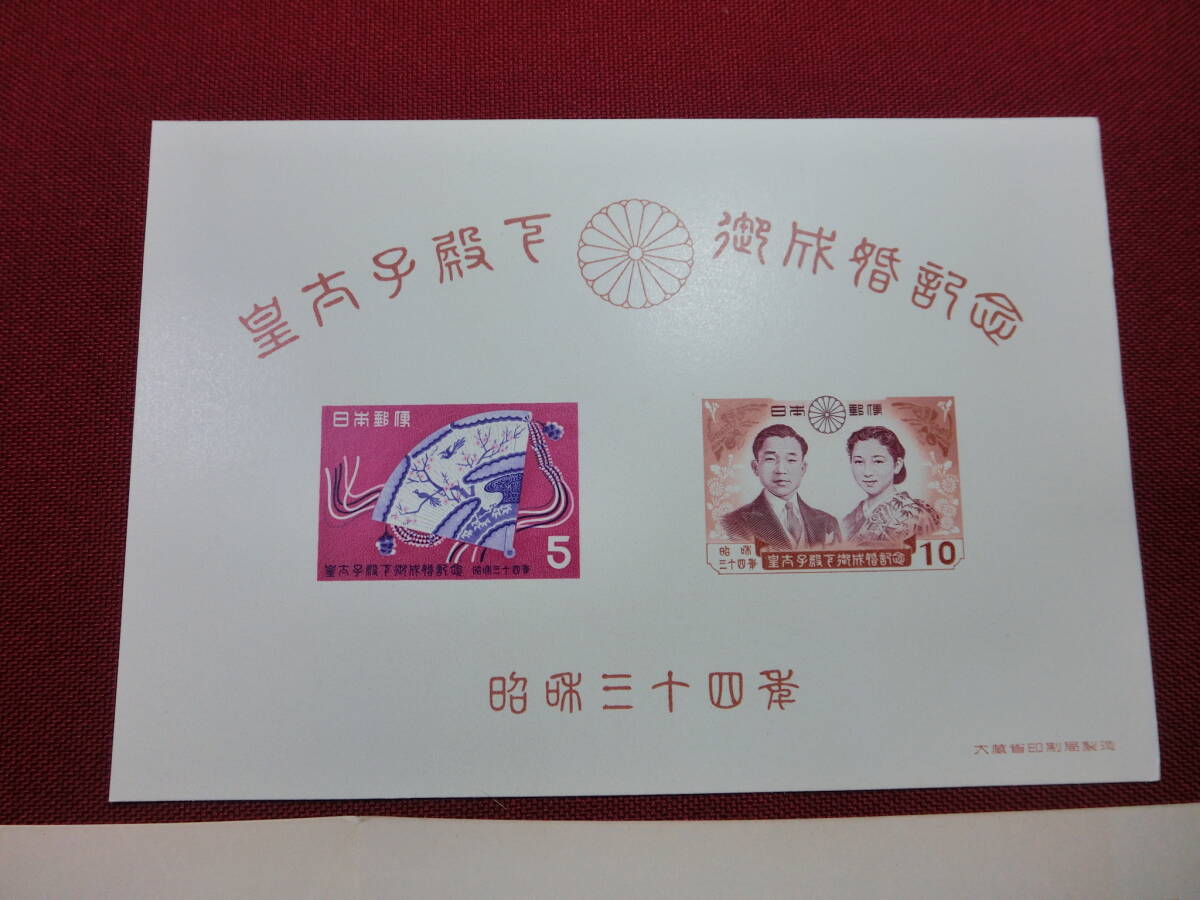 皇太子殿下 御成婚記念
日本郵便
5
皇太子殿下御成婚記念 昭和三十四年
日本 郵便
昭和
三十四年
皇太子殿下御成婚記念
10
昭和三十四年
大蔵省印刷局製造